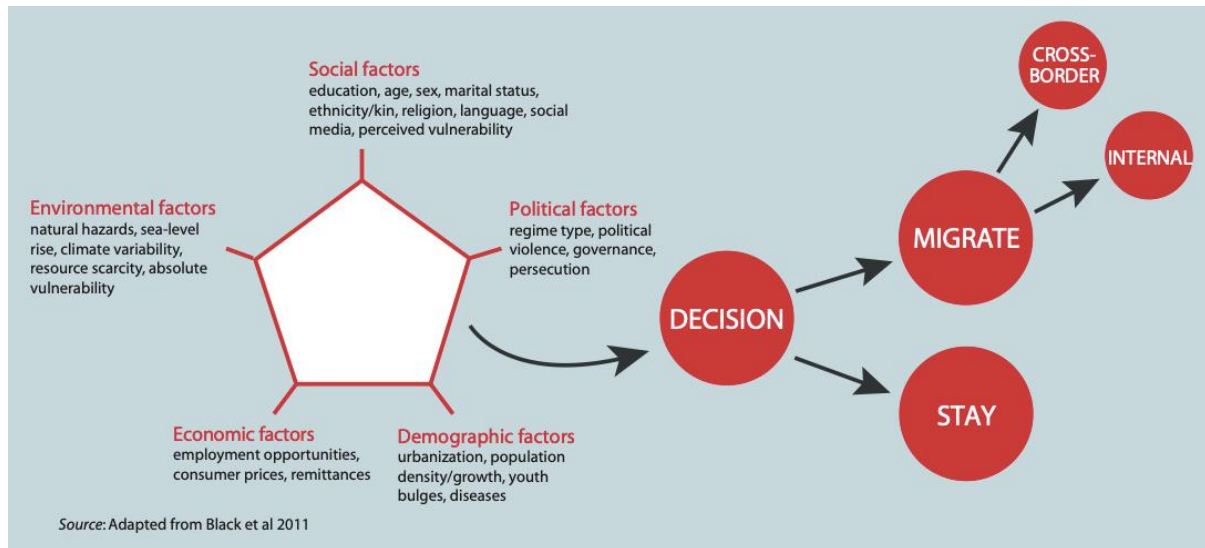 Social factors
education, age, sex, marital status,
ethnicity/kin, religion, language, social
media, perceived vulnerability
Environmental factors
natural hazards, sea-level
rise, climate variability,
resource scarcity, absolute
vulnerability
Political factors
regime type, political
violence, governance,
persecution
Economic factors
employment opportunities,
consumer prices, remittances
Demographic factors
urbanization, population
density/growth, youth
bulges, diseases
DECISION
MIGRATE
CROSS-
BORDER
INTERNAL
STAY
Source: Adapted from Black et al 2011